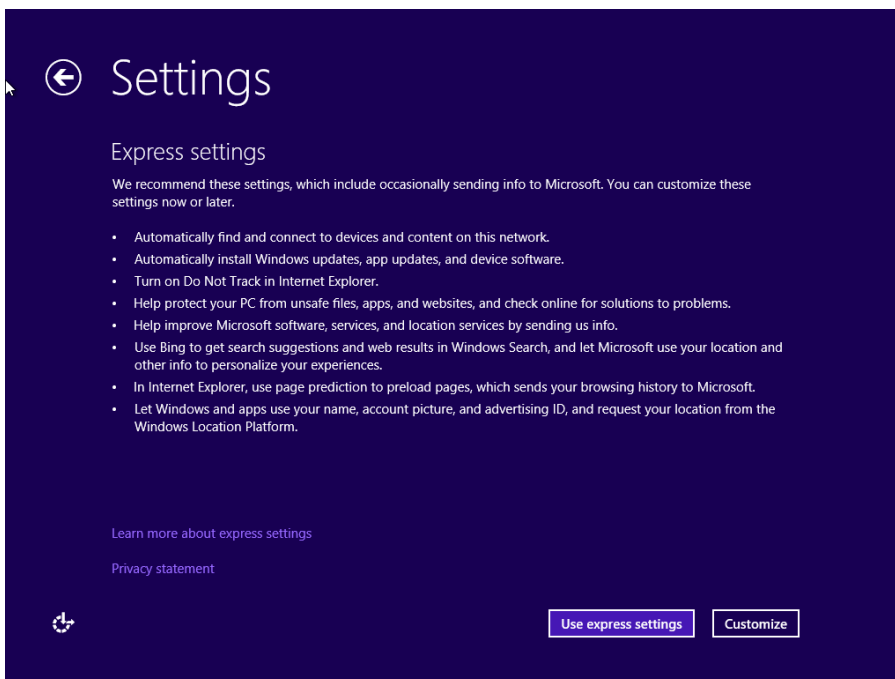 Settings
Express settings
We recommend these settings, which include occasionally sending info to Microsoft. You can customize these
settings now or later.
• Automatically find and connect to devices and content on this network.
• Automatically install Windows updates, app updates, and device software.
• Turn on Do Not Track in Internet Explorer.
• Help protect your PC from unsafe files, apps, and websites, and check online for solutions to problems.
• Help improve Microsoft software, services, and location services by sending us info.
• Use Bing to get search suggestions and web results in Windows Search, and let Microsoft use your location and
other info to personalize your experiences.
• In Internet Explorer, use page prediction to preload pages, which sends your browsing history to Microsoft.
• Let Windows and apps use your name, account picture, and advertising ID, and request your location from the
Windows Location Platform.
Learn more about express settings
Privacy statement
Use express settings
Customize